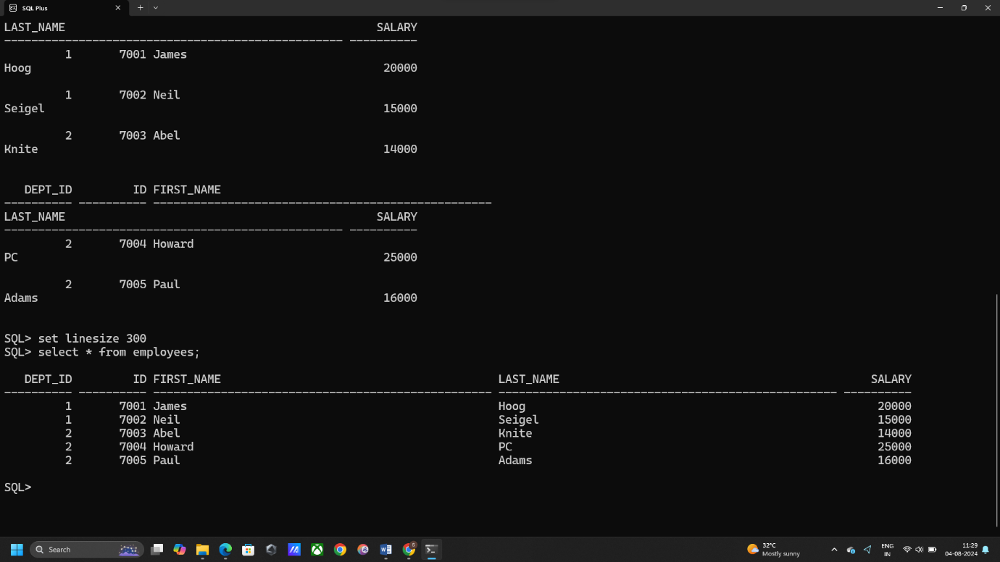 SQL Plus
LAST_NAME                                              SALARY
-------------------------------------------------- ----------
         1       7001 James
Hoog                                                    20000
         1       7002 Neil
Seigel                                                  15000
         2       7003 Abel
Knite                                                   14000
   DEPT_ID         ID FIRST_NAME
---------- ---------- --------------------------------------------------
LAST_NAME                                              SALARY
-------------------------------------------------- ----------
         2       7004 Howard
PC                                                      25000
         2       7005 Paul
Adams                                                   16000
SQL> set linesize 300
SQL> select * from employees;
   DEPT_ID         ID FIRST_NAME                                         LAST_NAME                                              SALARY
---------- ---------- -------------------------------------------------- -------------------------------------------------- ----------
         1       7001 James                                              Hoog                                                    20000
         1       7002 Neil                                               Seigel                                                  15000
         2       7003 Abel                                               Knite                                                   14000
         2       7004 Howard                                             PC                                                      25000
         2       7005 Paul                                               Adams                                                   16000
SQL>
Search
32°C
Mostly sunny
ENG
IN
11:29
04-08-2024